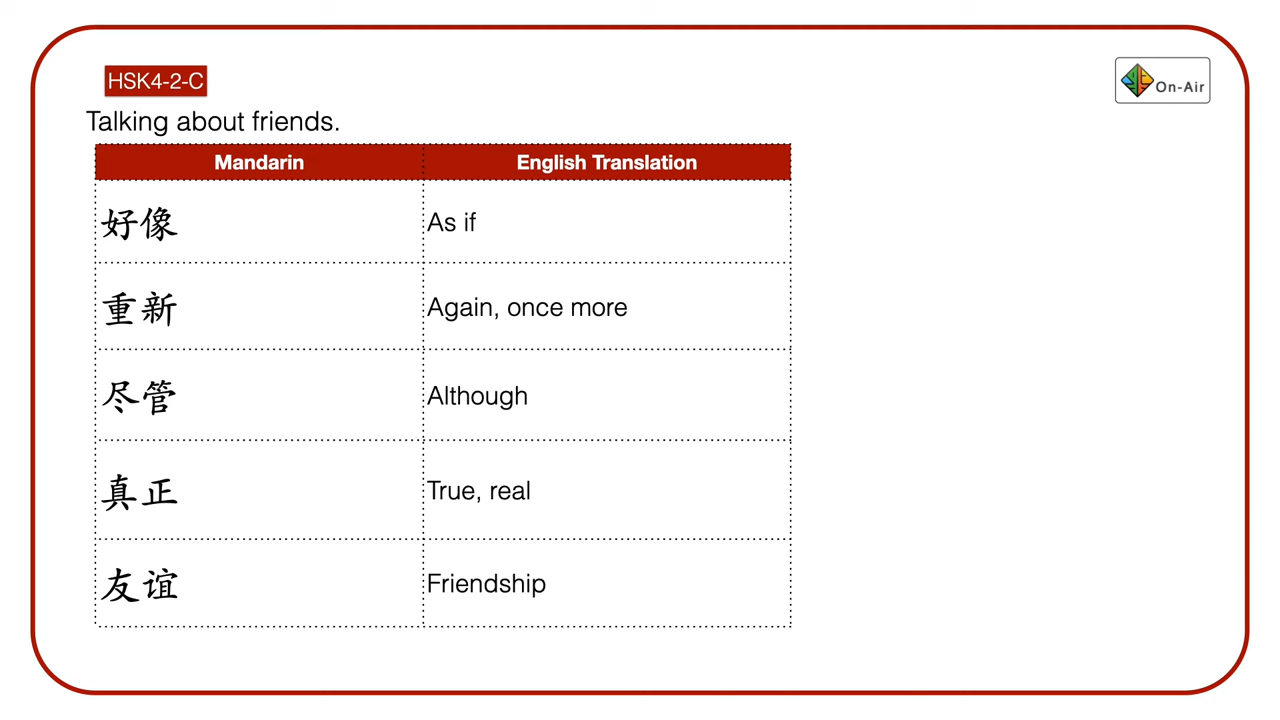 HSK4-2-C
On-Air
Talking about friends.
Mandarin English Translation
好像 As if
重新 Again, once more
尽管 Although
真正 True, real
友谊 Friendship